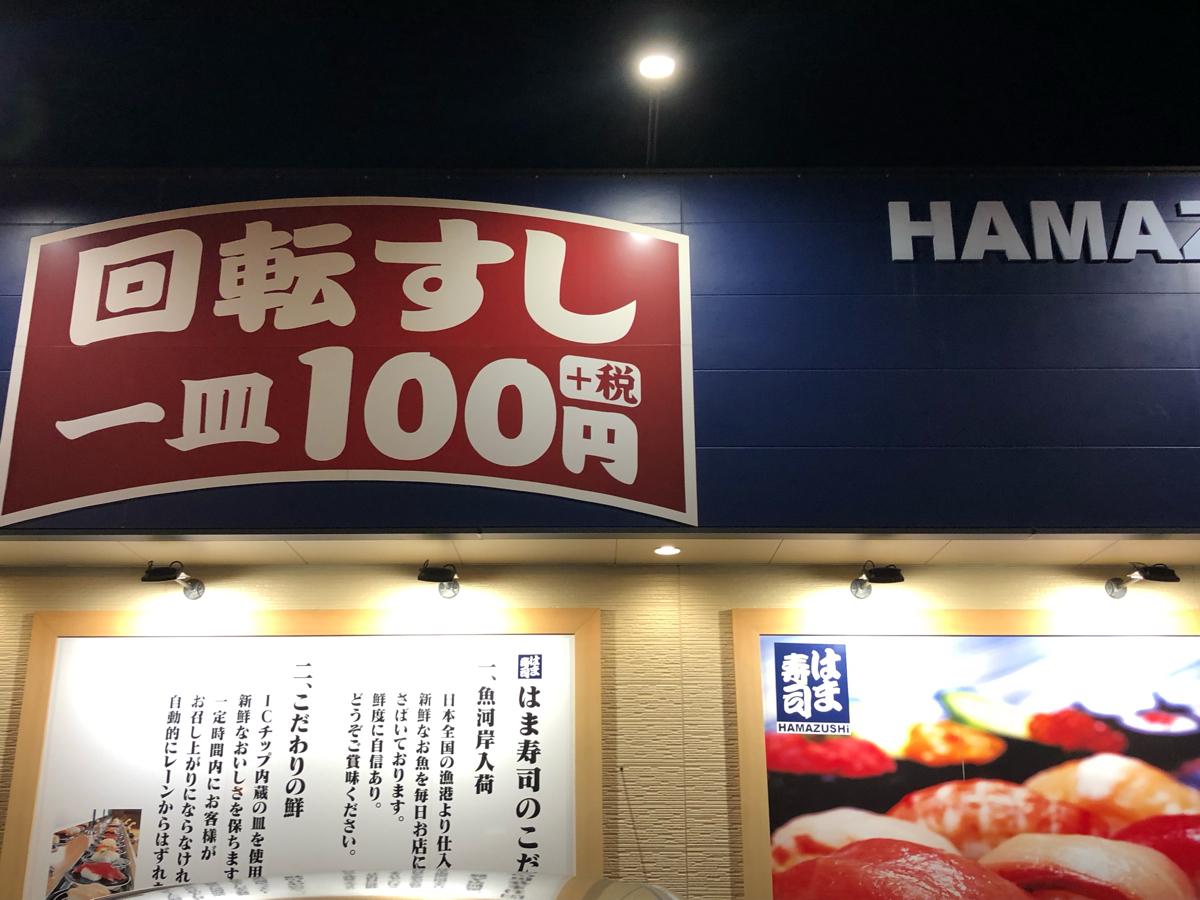 回転すし
一皿100円
+税
HAMAZ
はま寿司
はま寿司のこだ
一、魚河岸入荷
日本全国の漁港より仕入
新鮮なお魚を毎日お店に
さばいております。
鮮度に自信あり。
どうぞご賞味ください。
二、こだわりの鮮
ICチップ内蔵の皿を使用
新鮮なおいしさを保ちます
一定時間内にお客様が
お召し上がりにならなけれ
自動的にレーンからはずれ
はま寿司
HAMAZUSHi